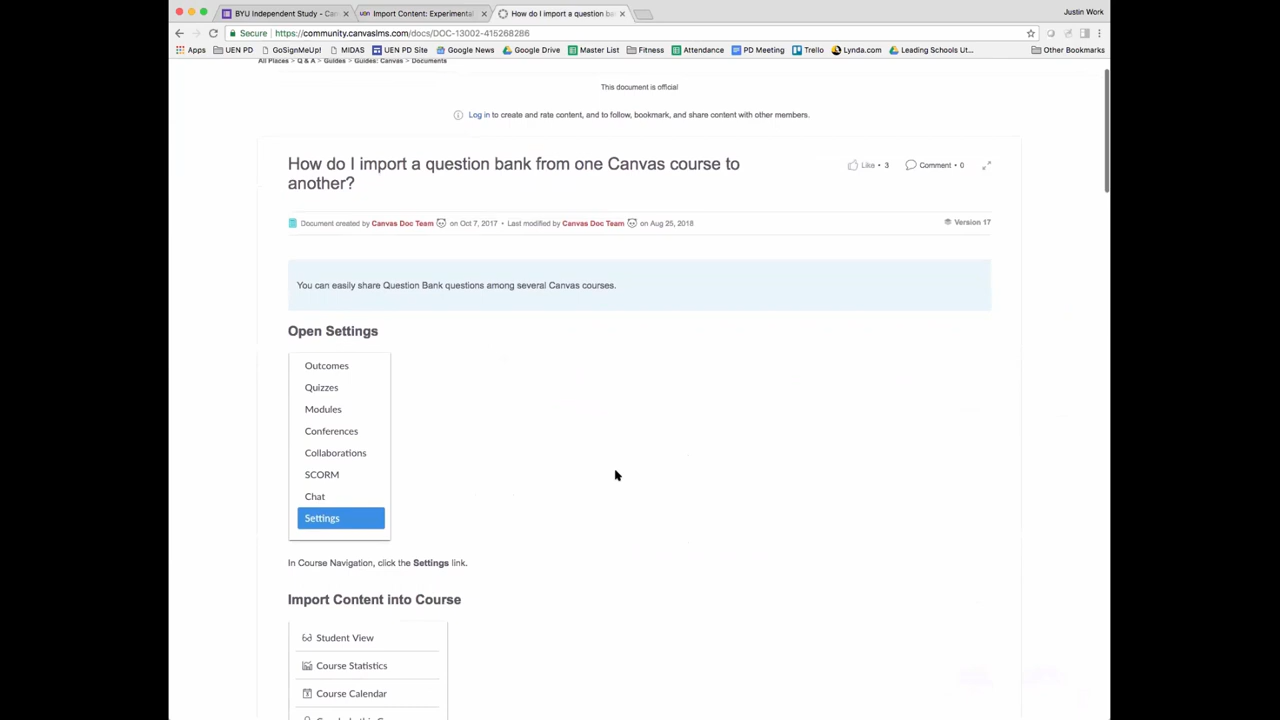 BYU Independent Study - Can
Import Content: Experimental
How do I import a question ba
Justin Work
Secure
https://community.canvaslms.com/docs/DOC-13002-415268286
Apps
UEN PD
GoSignMeUp!
MIDAS
UEN PD Site
Google News
Google Drive
Master List
Fitness
Attendance
PD Meeting
Trello
Lynda.com
Leading Schools Ut...
Other Bookmarks
All Places > Q & A > Guides > Guides: Canvas > Documents
This document is official
Log in to create and rate content, and to follow, bookmark, and share content with other members.
How do I import a question bank from one Canvas course to
another?
Like • 3
Comment • 0
Document created by Canvas Doc Team on Oct 7, 2017 • Last modified by Canvas Doc Team on Aug 25, 2018
Version 17
You can easily share Question Bank questions among several Canvas courses.
Open Settings
Outcomes
Quizzes
Modules
Conferences
Collaborations
SCORM
Chat
Settings
In Course Navigation, click the Settings link.
Import Content into Course
Student View
Course Statistics
Course Calendar